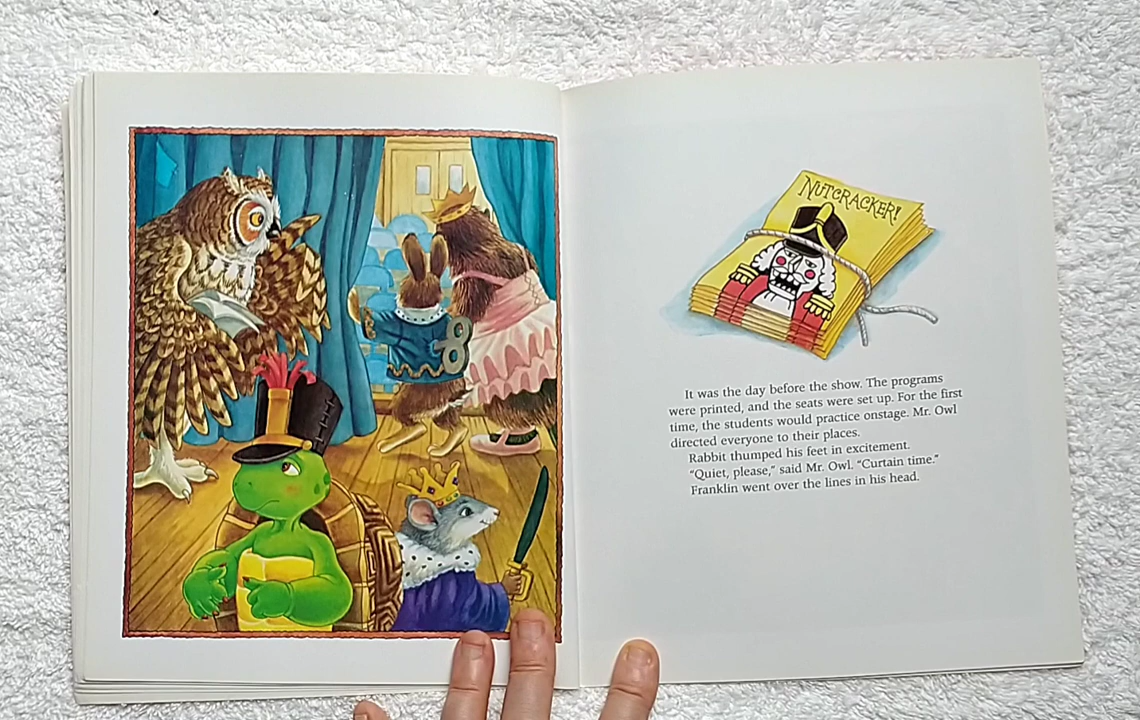 NUTCRACKER!
It was the day before the show. The programs
were printed, and the seats were set up. For the first
time, the students would practice onstage. Mr. Owl
directed everyone to their places.
Rabbit thumped his feet in excitement.
“Quiet, please,” said Mr. Owl. “Curtain time.”
Franklin went over the lines in his head.